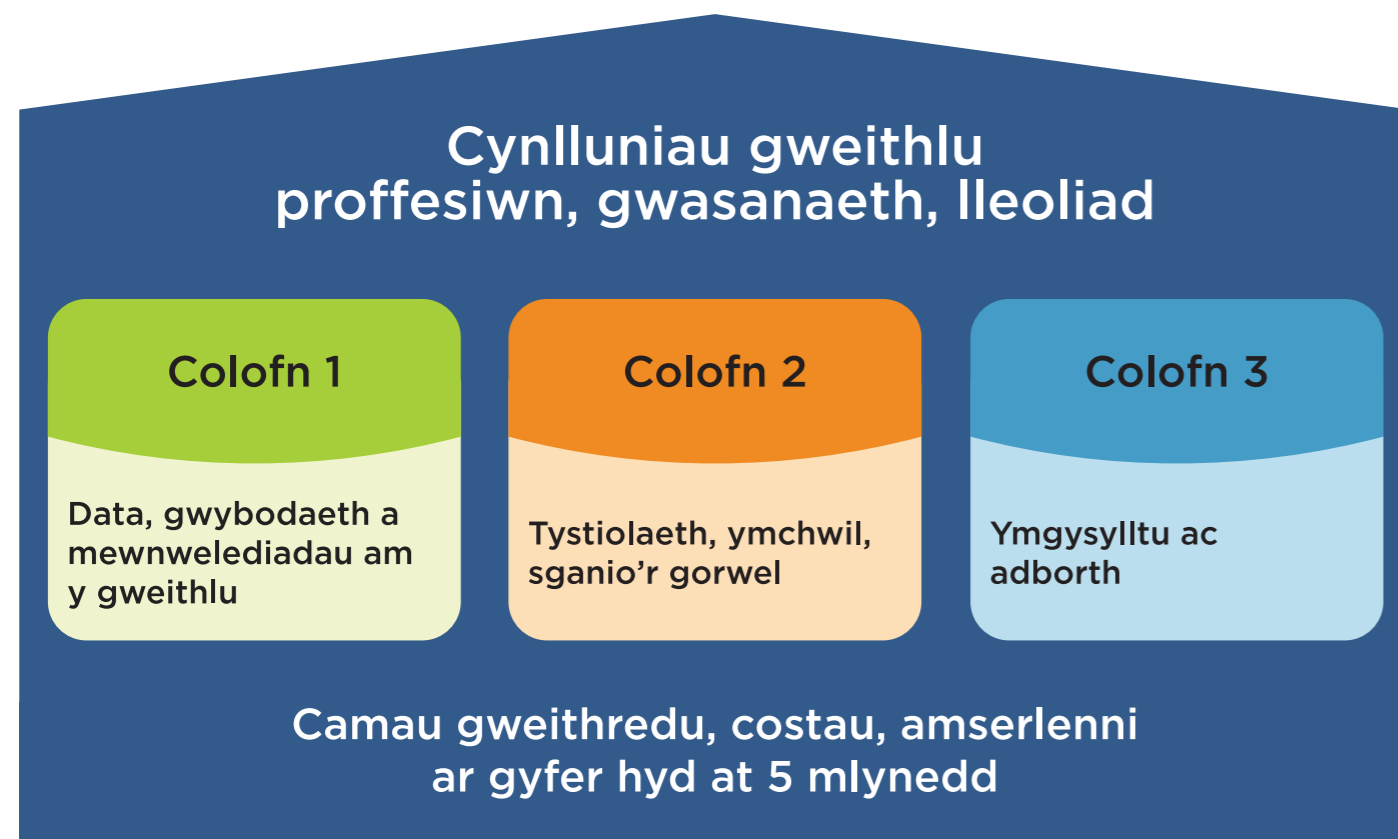 Cynlluniau gweithlu
proffesiwn, gwasanaeth, lleoliad
Colofn 1
Data, gwybodaeth a
mewnwelediadau am
y gweithlu
Colofn 2
Tystiolaeth, ymchwil,
sganio’r gorwel
Colofn 3
Ymgysylltu ac
adborth
Camau gweithredu, costau, amserlenni
ar gyfer hyd at 5 mlynedd